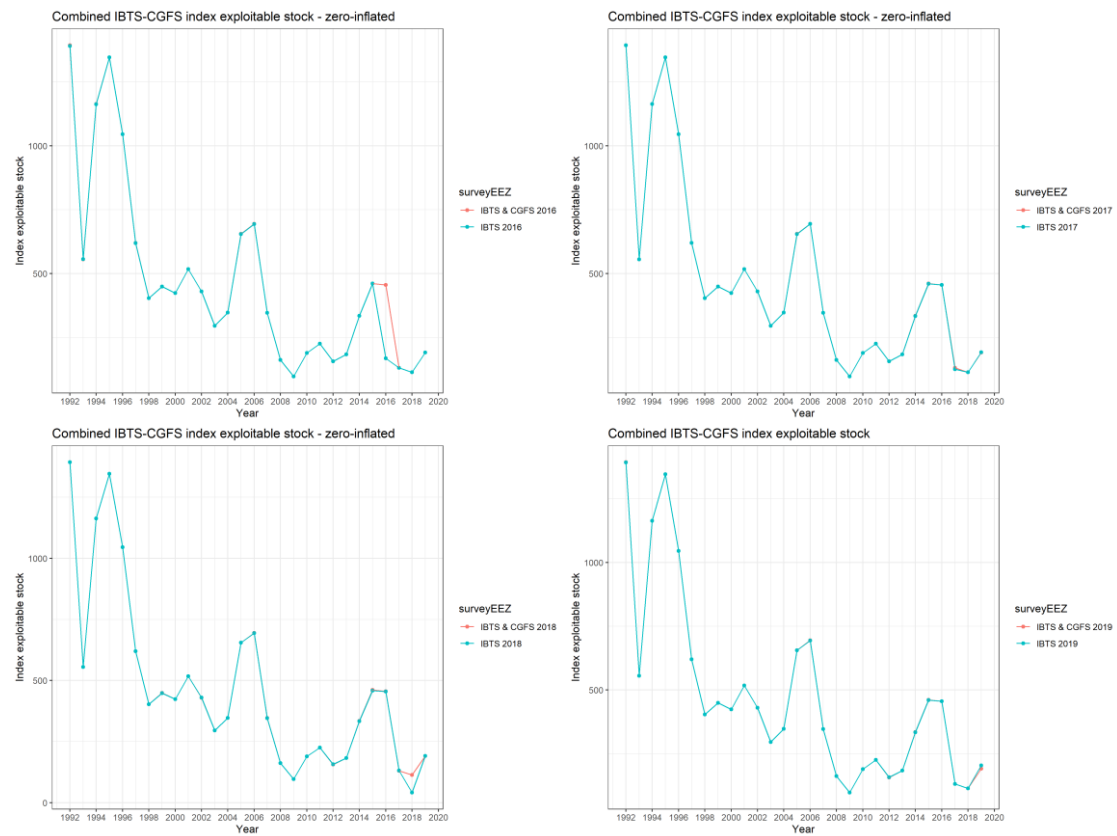 Combined IBTS-CGFS index exploitable stock - zero-inflated
Index exploitable stock
1000
500
1992 1994 1996 1998 2000 2002 2004 2006 2008 2010 2012 2014 2016 2018 2020
Year
surveyEEZ
IBTS & CGFS 2016
IBTS 2016
Combined IBTS-CGFS index exploitable stock - zero-inflated
Index exploitable stock
1000
500
1992 1994 1996 1998 2000 2002 2004 2006 2008 2010 2012 2014 2016 2018 2020
Year
surveyEEZ
IBTS & CGFS 2017
IBTS 2017
Combined IBTS-CGFS index exploitable stock - zero-inflated
Index exploitable stock
1000
500
0
1992 1994 1996 1998 2000 2002 2004 2006 2008 2010 2012 2014 2016 2018 2020
Year
surveyEEZ
IBTS & CGFS 2018
IBTS 2018
Combined IBTS-CGFS index exploitable stock
Index exploitable stock
1000
500
1992 1994 1996 1998 2000 2002 2004 2006 2008 2010 2012 2014 2016 2018 2020
Year
surveyEEZ
IBTS & CGFS 2019
IBTS 2019